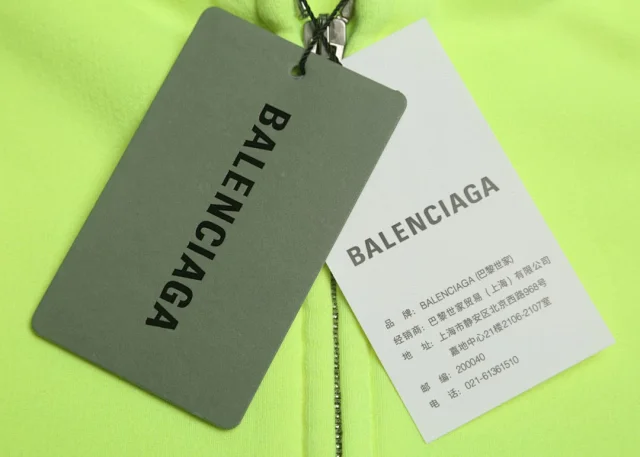 BALENCIAGA
BALENCIAGA
品 牌: BALENCIAGA (巴黎世家)
经销商: 巴黎世家贸易（上海）有限公司
地 址: 上海市静安区北京西路968号
嘉地中心21楼2106-2107室
邮 编: 200040
电 话: 021-61361510